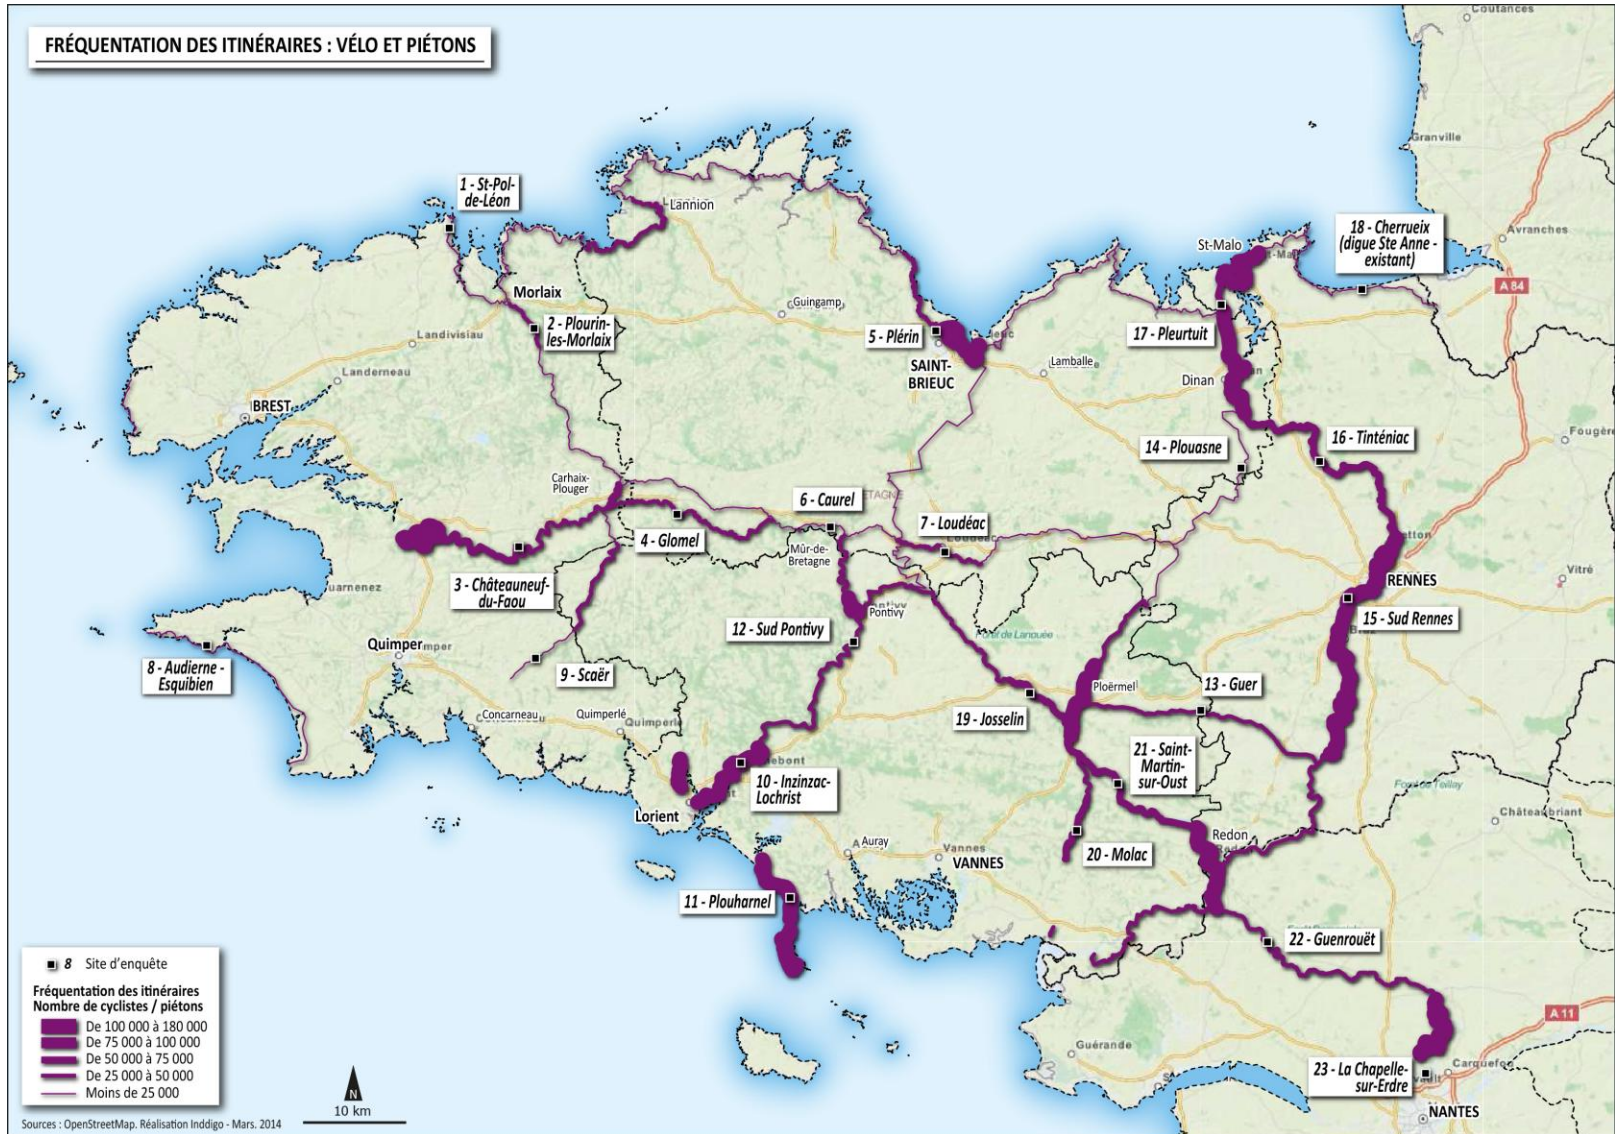 FRÉQUENTATION DES ITINÉRAIRES : VÉLO ET PIÉTONS
Coutances
Granville
Avranches
A 84
1 - St-Pol-
de-Léon
Lannion
St-Malo
18 - Cherrueix
(digue Ste Anne -
existant)
Morlaix
Guingamp
2 - Plourin-
les-Morlaix
Landivisiau
5 - Plérin
17 - Pleurtuit
SAINT-
BRIEUC
Lamballe
Landerneau
Dinan
BREST
16 - Tinténiac
14 - Plouasne
Carhaix-
Plouger
6 - Caurel
7 - Loudéac
4 - Glomel
Mûr-de-
Bretagne
3 - Châteauneuf-
du-Faou
RENNES
Vitré
Pontivy
15 - Sud Rennes
12 - Sud Pontivy
Forêt de Lanouée
Quimper
8 - Audierne -
Esquibien
9 - Scaër
Ploërmel
13 - Guer
Concarneau
Quimperlé
19 - Josselin
21 - Saint-
Martin-
sur-Oust
10 - Inzinzac-
Lochrist
Lorient
Châteaubriant
Redon
Auray
Vannes
VANNES
20 - Molac
11 - Plouharnel
22 - Guenrouët
8 Site d'enquête
Fréquentation des itinéraires
Nombre de cyclistes / piétons
De 100 000 à 180 000
De 75 000 à 100 000
De 50 000 à 75 000
De 25 000 à 50 000
Moins de 25 000
N
10 km
A 11
Guérande
Carquefou
23 - La Chapelle-
sur-Erdre
NANTES
Sources : OpenStreetMap. Réalisation Inddigo - Mars. 2014